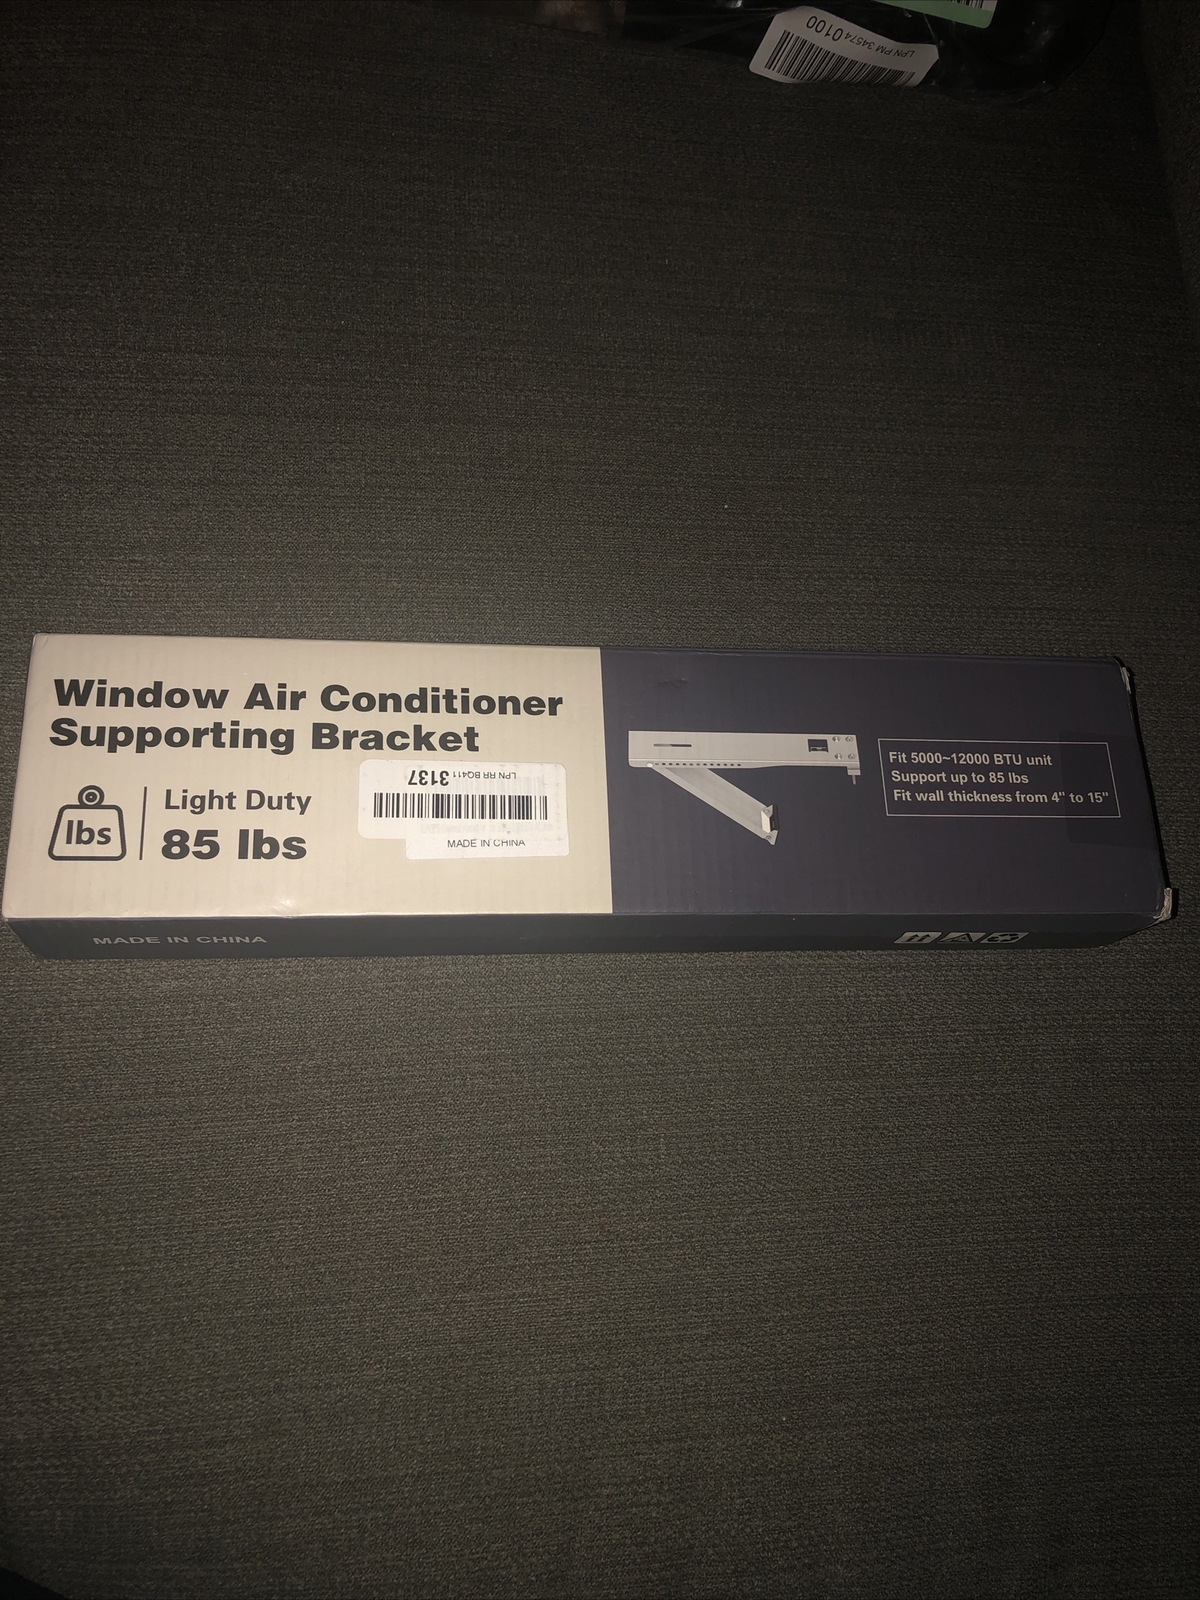 LPN PM 34574 0100
Window Air Conditioner
Supporting Bracket
lbs
Light Duty
85 lbs
LPN RR BQ411 3137
MADE IN CHINA
Fit 5000~12000 BTU unit
Support up to 85 lbs
Fit wall thickness from 4" to 15"
MADE IN CHINA